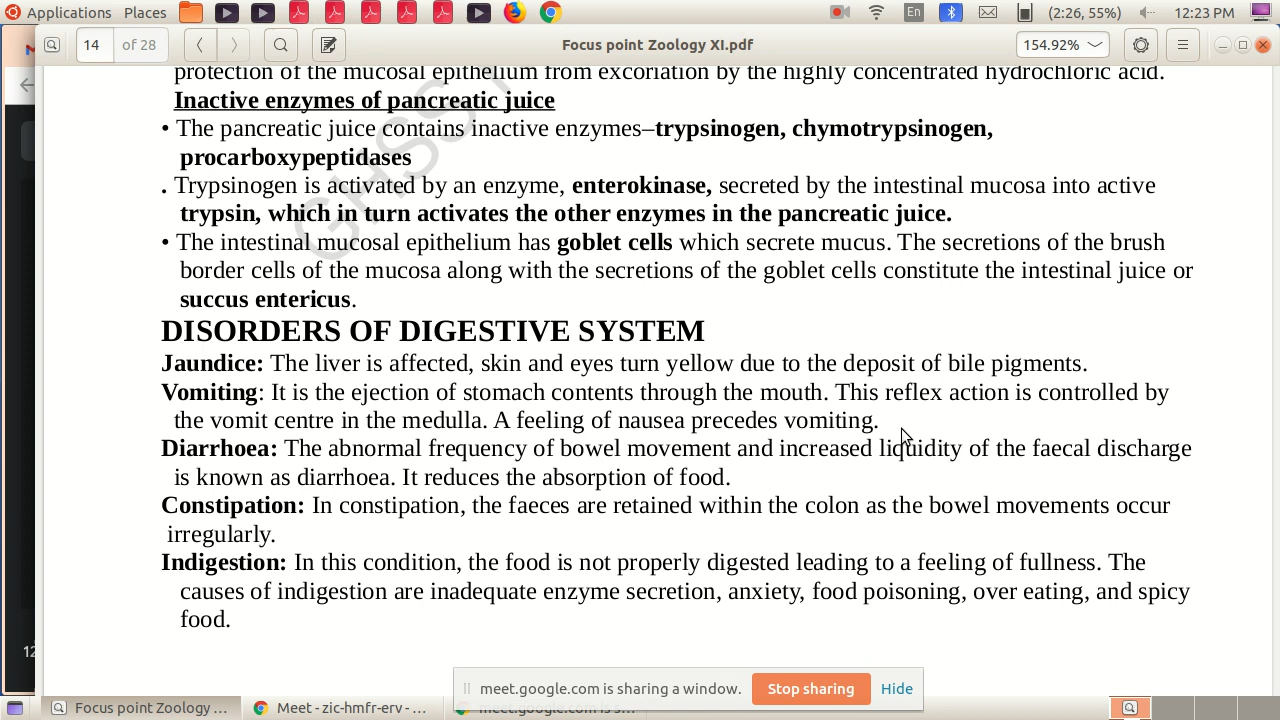 Applications Places En (2:26, 55%) 12:23 PM
14 of 28 Focus point Zoology XI.pdf 154.92%
protection of the mucosal epithelium from excoriation by the highly concentrated hydrochloric acid.
Inactive enzymes of pancreatic juice
• The pancreatic juice contains inactive enzymes–trypsinogen, chymotrypsinogen,
procarboxypeptidases
. Trypsinogen is activated by an enzyme, enterokinase, secreted by the intestinal mucosa into active
trypsin, which in turn activates the other enzymes in the pancreatic juice.
• The intestinal mucosal epithelium has goblet cells which secrete mucus. The secretions of the brush
border cells of the mucosa along with the secretions of the goblet cells constitute the intestinal juice or
succus entericus.
DISORDERS OF DIGESTIVE SYSTEM
Jaundice: The liver is affected, skin and eyes turn yellow due to the deposit of bile pigments.
Vomiting: It is the ejection of stomach contents through the mouth. This reflex action is controlled by
the vomit centre in the medulla. A feeling of nausea precedes vomiting.
Diarrhoea: The abnormal frequency of bowel movement and increased liquidity of the faecal discharge
is known as diarrhoea. It reduces the absorption of food.
Constipation: In constipation, the faeces are retained within the colon as the bowel movements occur
irregularly.
Indigestion: In this condition, the food is not properly digested leading to a feeling of fullness. The
causes of indigestion are inadequate enzyme secretion, anxiety, food poisoning, over eating, and spicy
food.
GHSS
12
meet.google.com is sharing a window. Stop sharing Hide
Focus point Zoology ... Meet - zic-hmfr-erv - ... meet.google.com is s...